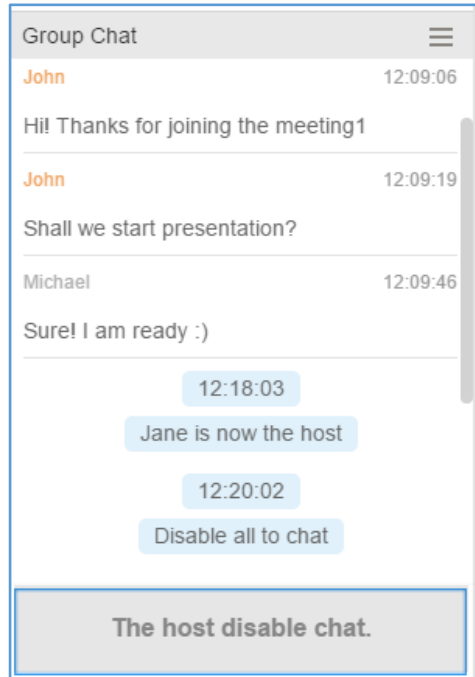 Group Chat
John 12:09:06
Hi! Thanks for joining the meeting1
John 12:09:19
Shall we start presentation?
Michael 12:09:46
Sure! I am ready :)
12:18:03
Jane is now the host
12:20:02
Disable all to chat
The host disable chat.